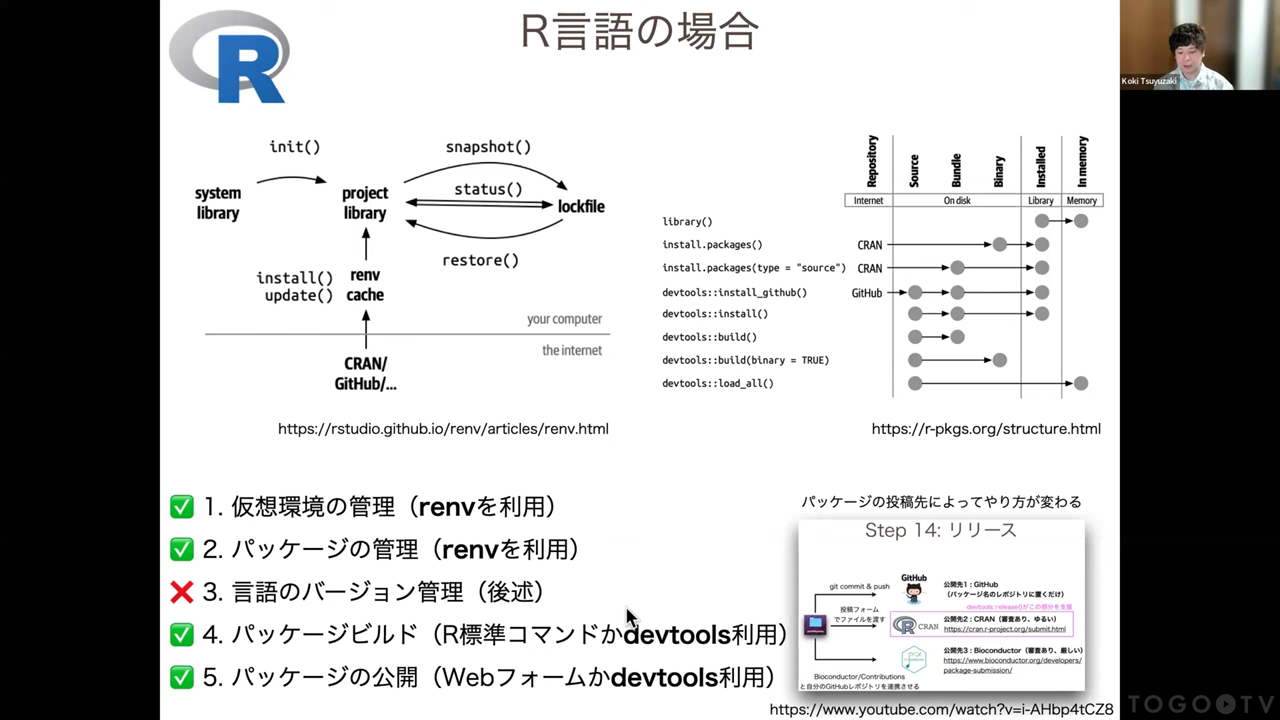 R言語の場合
R
Koki Tsuyuzaki
init()
snapshot()
system
library
project
library
status()
lockfile
restore()
install()
update()
renv
cache
your computer
the internet
CRAN/
GitHub/...
https://rstudio.github.io/renv/articles/renv.html
Repository
Source
Bundle
Binary
Installed
In memory
Internet
On disk
Library
Memory
library()
install.packages()
CRAN
install.packages(type = "source")
CRAN
devtools::install_github()
GitHub
devtools::install()
devtools::build()
devtools::build(binary = TRUE)
devtools::load_all()
https://r-pkgs.org/structure.html
✅ 1. 仮想環境の管理（renvを利用）
✅ 2. パッケージの管理（renvを利用）
❌ 3. 言語のバージョン管理（後述）
✅ 4. パッケージビルド（R標準コマンドかdevtools利用）
✅ 5. パッケージの公開（Webフォームかdevtools利用）
パッケージの投稿先によってやり方が変わる
Step 14: リリース
git commit & push
GitHub
公開先1：GitHub
（パッケージ名のレポジトリに置くだけ）
devtools::release()がこの部分を支援
投稿フォーム
でファイルを渡す
R CRAN
公開先2：CRAN（審査あり、ゆるい）
https://cran.r-project.org/submit.html
公開先3：Bioconductor（審査あり、厳しい）
https://www.bioconductor.org/developers/
package-submission/
Bioconductor/Contributions
と自分のGitHubレポジトリを連携させる
https://www.youtube.com/watch?v=i-AHbp4tCZ8
TOGOTV